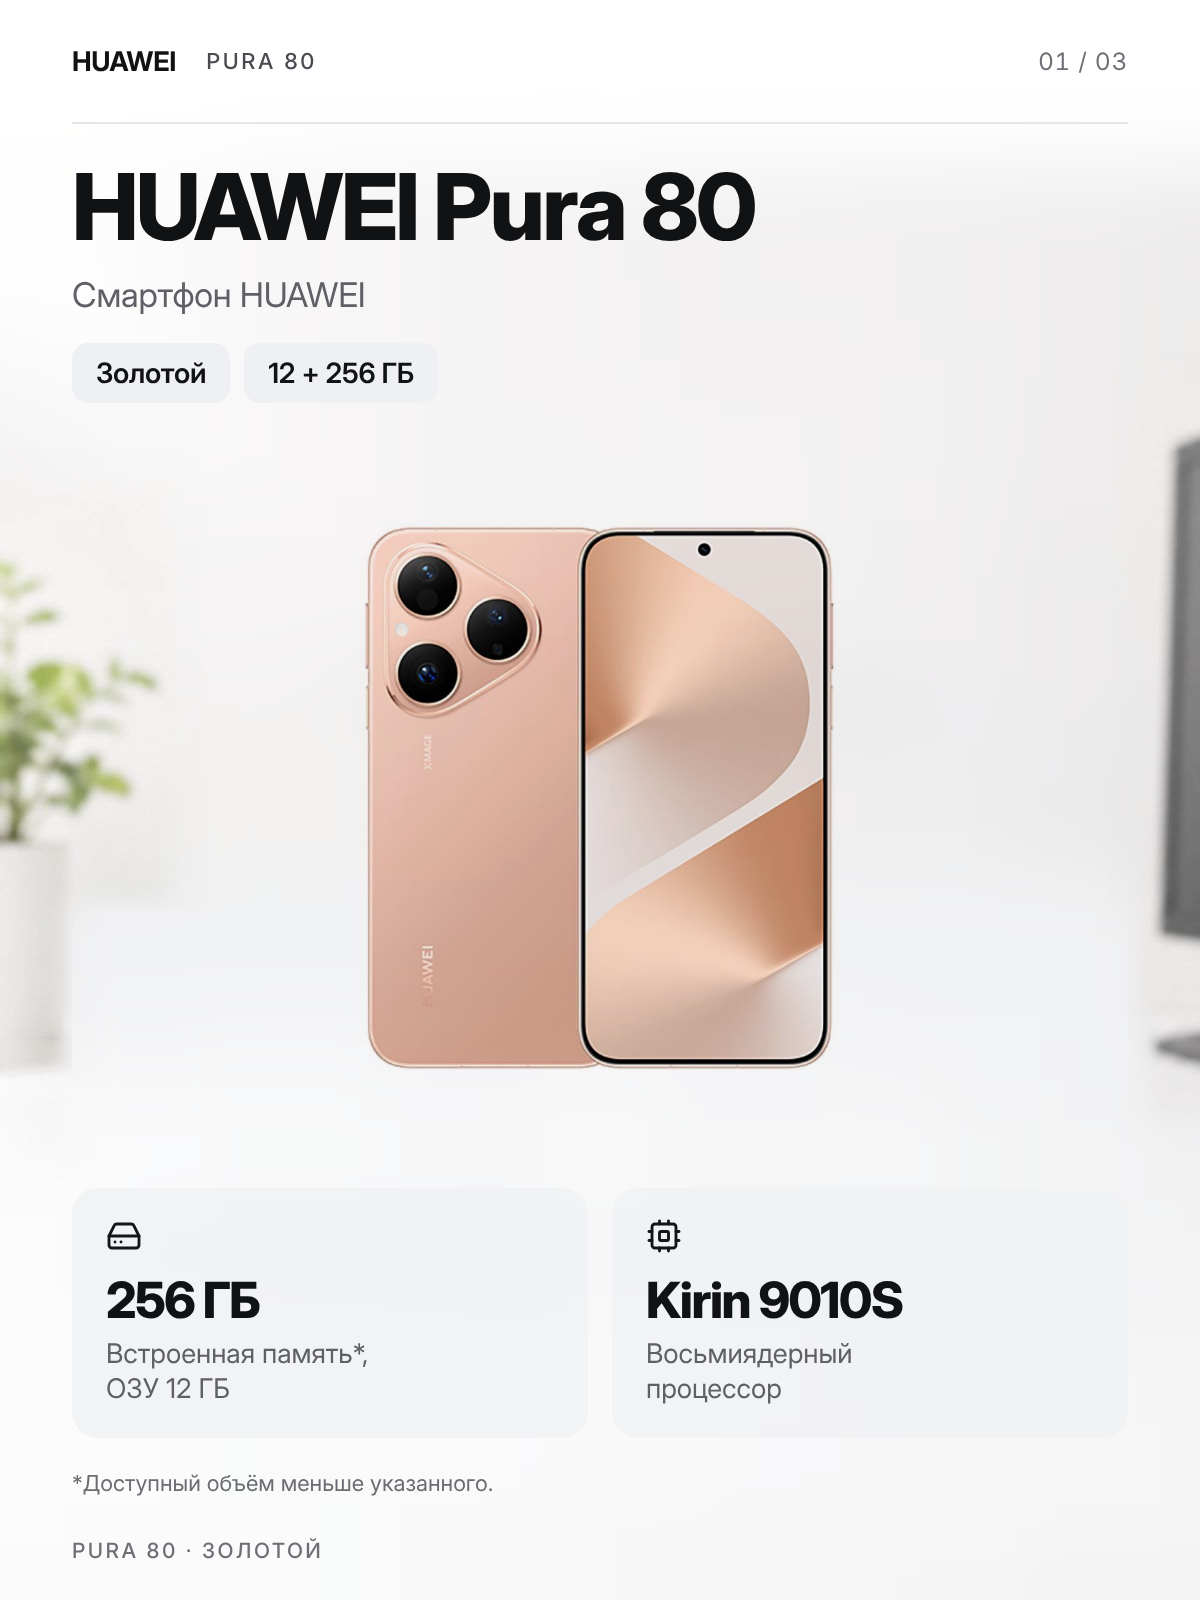 HUAWEI PURA 80 01 / 03
HUAWEI Pura 80
Смартфон HUAWEI
Золотой 12 + 256 ГБ
XMAGE
HUAWEI
256 ГБ
Встроенная память*,
ОЗУ 12 ГБ
Kirin 9010S
Восьмиядерный
процессор
*Доступный объём меньше указанного.
PURA 80 · ЗОЛОТОЙ